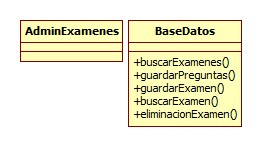 AdminExamenes
BaseDatos
+buscarExamenes()
+guardarPreguntas()
+guardarExamen()
+buscarExamen()
+eliminacionExamen()